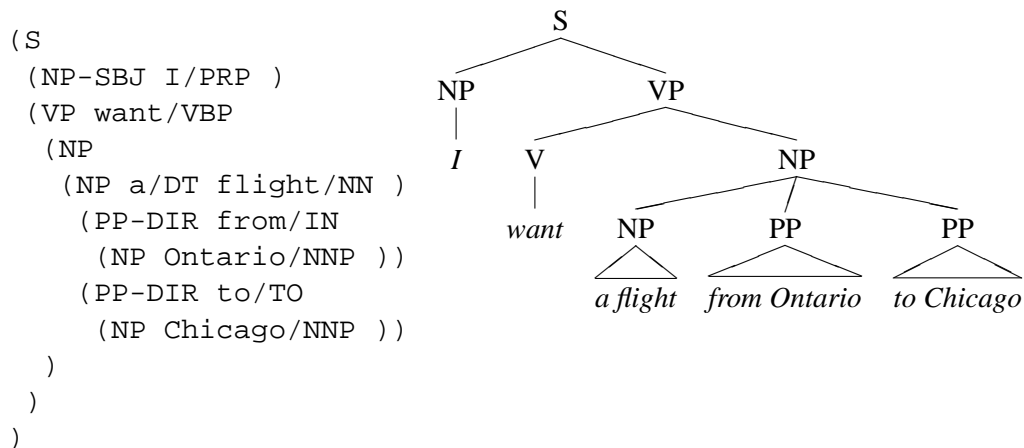 (S
(NP-SBJ I/PRP )
(VP want/VBP
(NP
(NP a/DT flight/NN )
(PP-DIR from/IN
(NP Ontario/NNP ))
(PP-DIR to/TO
(NP Chicago/NNP ))
)
)
)
S
NP VP
I V NP
want NP PP PP
a flight from Ontario to Chicago